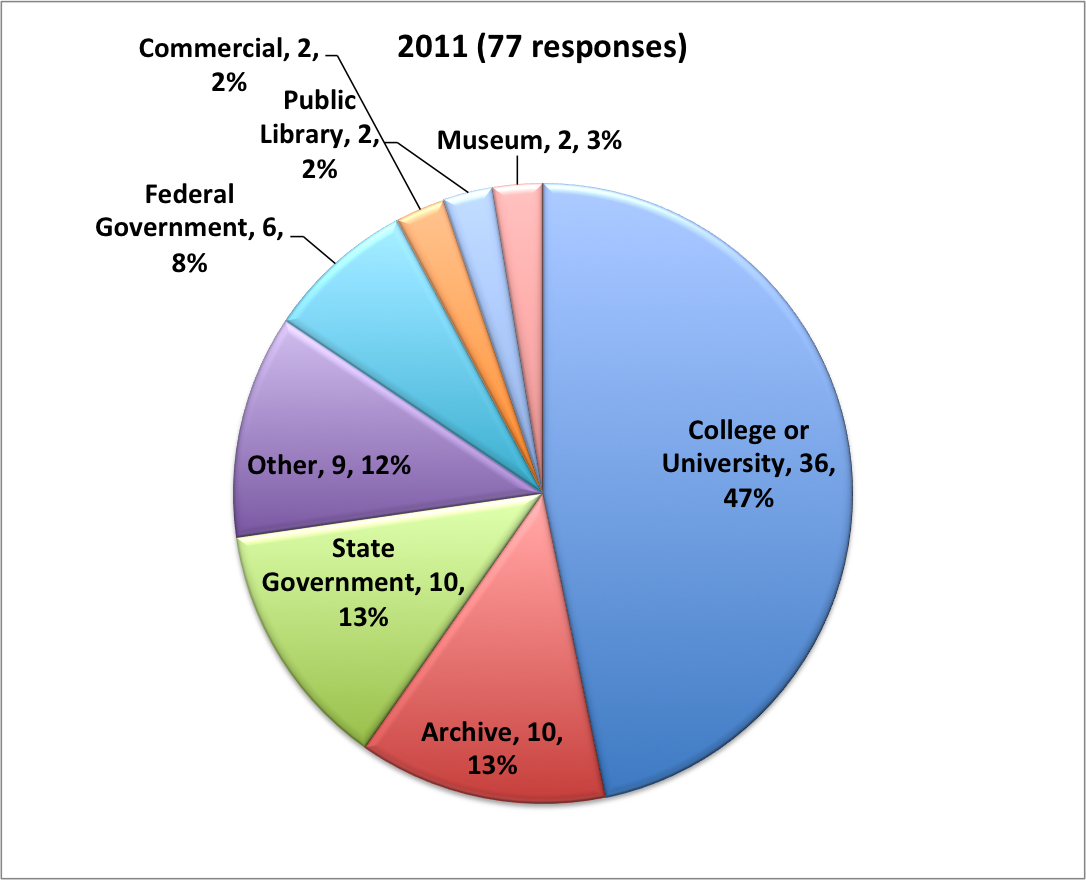 2011 (77 responses)
Commercial, 2,
2%
Public
Library, 2,
2%
Museum, 2, 3%
Federal
Government, 6,
8%
College or
University, 36,
47%
Other, 9, 12%
State
Government, 10,
13%
Archive, 10,
13%